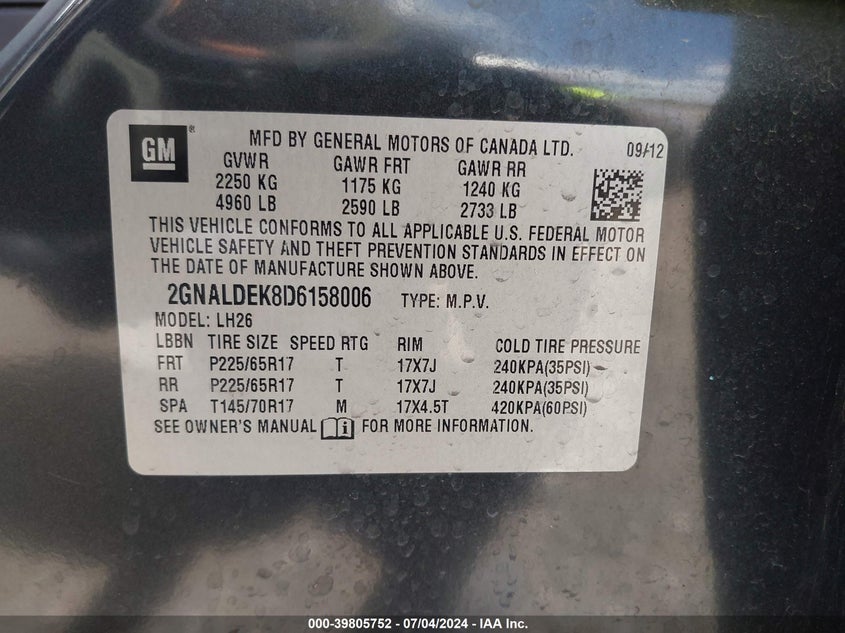 GM®
MFD BY GENERAL MOTORS OF CANADA LTD. 09/12
GVWR GAWR FRT GAWR RR
2250 KG 1175 KG 1240 KG
4960 LB 2590 LB 2733 LB
THIS VEHICLE CONFORMS TO ALL APPLICABLE U.S. FEDERAL MOTOR
VEHICLE SAFETY AND THEFT PREVENTION STANDARDS IN EFFECT ON
THE DATE OF MANUFACTURE SHOWN ABOVE.
2GNALDEK8D6158006 TYPE: M.P.V.
MODEL: LH26
LBBN TIRE SIZE SPEED RTG RIM COLD TIRE PRESSURE
FRT P225/65R17 T 17X7J 240KPA(35PSI)
RR P225/65R17 T 17X7J 240KPA(35PSI)
SPA T145/70R17 M 17X4.5T 420KPA(60PSI)
SEE OWNER'S MANUAL FOR MORE INFORMATION.
000-39805752 - 07/04/2024 - IAA Inc.